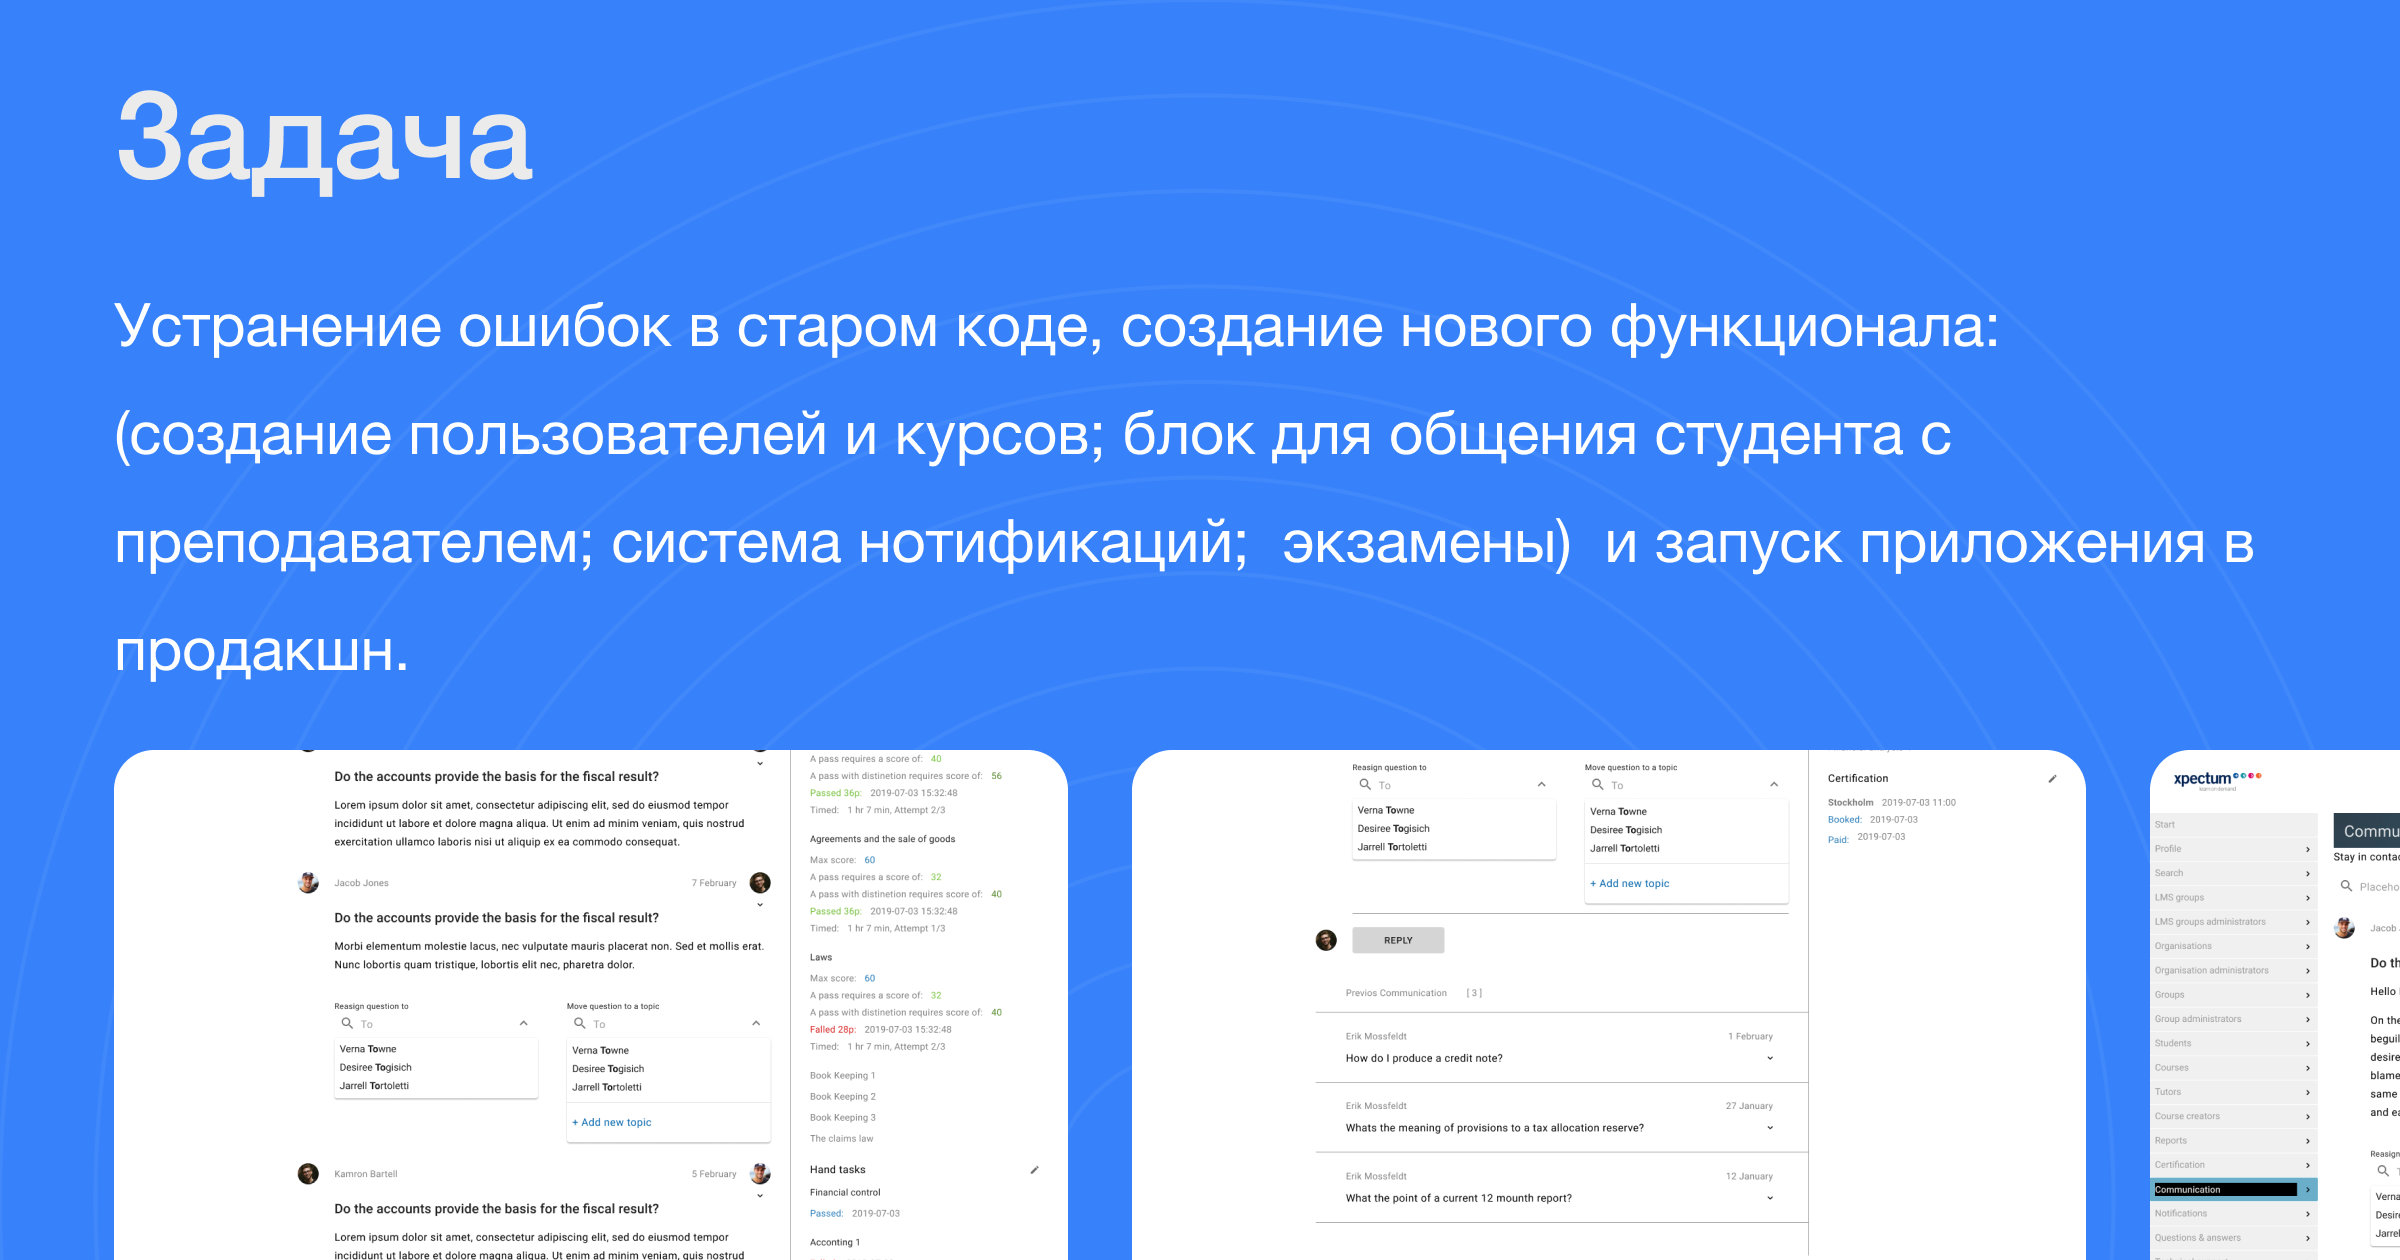 Задача
Устранение ошибок в старом коде, создание нового функционала:
(создание пользователей и курсов; блок для общения студента с
преподавателем; система нотификаций;  экзамены)  и запуск приложения в
продакшн.
Do the accounts provide the basis for the fiscal result?
Lorem ipsum dolor sit amet, consectetur adipiscing elit, sed do eiusmod tempor
incididunt ut labore et dolore magna aliqua. Ut enim ad minim veniam, quis nostrud
exercitation ullamco laboris nisi ut aliquip ex ea commodo consequat.
Jacob Jones 7 February
Do the accounts provide the basis for the fiscal result?
Morbi elementum molestie lacus, nec vulputate mauris placerat non. Sed et mollis erat.
Nunc lobortis quam tristique, lobortis elit nec, pharetra dolor.
Reassign question to
To
Verna Towne
Desiree Togisich
Jarrell Tortoletti
Move question to a topic
To
Verna Towne
Desiree Togisich
Jarrell Tortoletti
+ Add new topic
Kamron Bartell 5 February
Do the accounts provide the basis for the fiscal result?
Lorem ipsum dolor sit amet, consectetur adipiscing elit, sed do eiusmod tempor
incididunt ut labore et dolore magna aliqua. Ut enim ad minim veniam, quis nostrud
A pass requires a score of: 40
A pass with distinetion requires score of: 56
Passed 36p: 2019-07-03 15:32:48
Timed: 1 hr 7 min, Attempt 2/3
Agreements and the sale of goods
Max score: 60
A pass requires a score of: 32
A pass with distinetion requires score of: 40
Passed 36p: 2019-07-03 15:32:48
Timed: 1 hr 7 min, Attempt 1/3
Laws
Max score: 60
A pass requires a score of: 32
A pass with distinetion requires score of: 40
Falled 28p: 2019-07-03 15:32:48
Timed: 1 hr 7 min, Attempt 2/3
Book Keeping 1
Book Keeping 2
Book Keeping 3
The claims law
Hand tasks
Financial control
Passed: 2019-07-03
Acconting 1
Reasign question to
To
Verna Towne
Desiree Togisich
Jarrell Tortoletti
Move question to a topic
To
Verna Towne
Desiree Togisich
Jarrell Tortoletti
+ Add new topic
REPLY
Previos Communication [ 3 ]
Erik Mossfeldt 1 February
How do I produce a credit note?
Erik Mossfeldt 27 January
Whats the meaning of provisions to a tax allocation reserve?
Erik Mossfeldt 12 January
What the point of a current 12 mounth report?
Certification
Stockholm 2019-07-03 11:00
Booked: 2019-07-03
Paid: 2019-07-03
xpectum
learn on demand
Start
Profile
Search
LMS groups
LMS groups administrators
Organisations
Organisation administrators
Groups
Group administrators
Students
Courses
Tutors
Course creators
Reports
Certification
Communication
Notifications
Questions & answers
Commu
Stay in contac
Placeho
Jacob
Do th
Hello
On the
beguil
desire
blame
same
and ea
Reasign
Verna
Desire
Jarrel